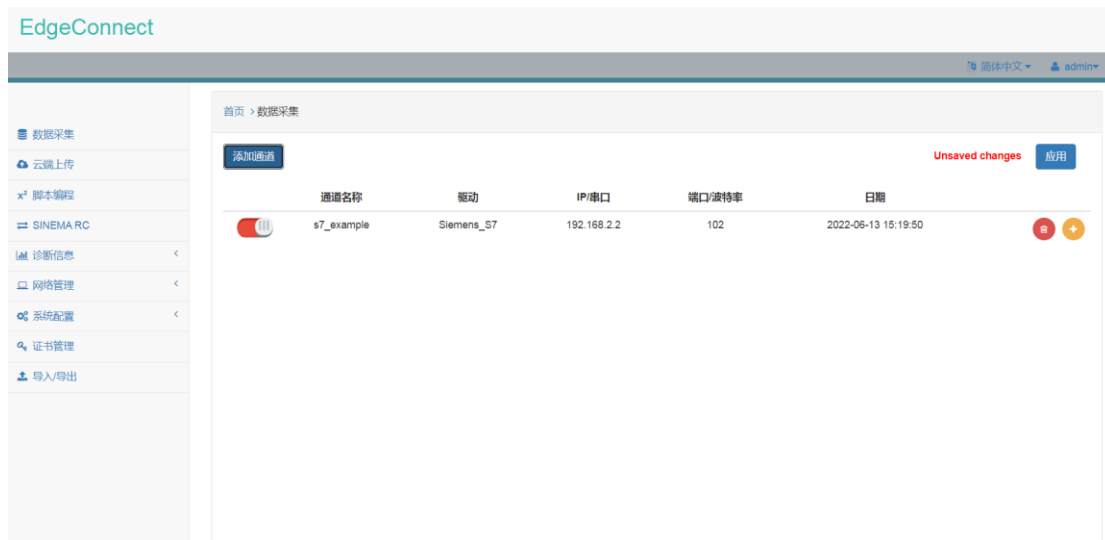 EdgeConnect
简体中文 admin
首页 > 数据采集
数据采集
云端上传
x² 脚本编程
SINEMA RC
诊断信息
网络管理
系统配置
证书管理
导入/导出
添加通道 Unsaved changes 应用
通道名称 驱动 IP/串口 端口/波特率 日期
s7_example Siemens_S7 192.168.2.2 102 2022-06-13 15:19:50